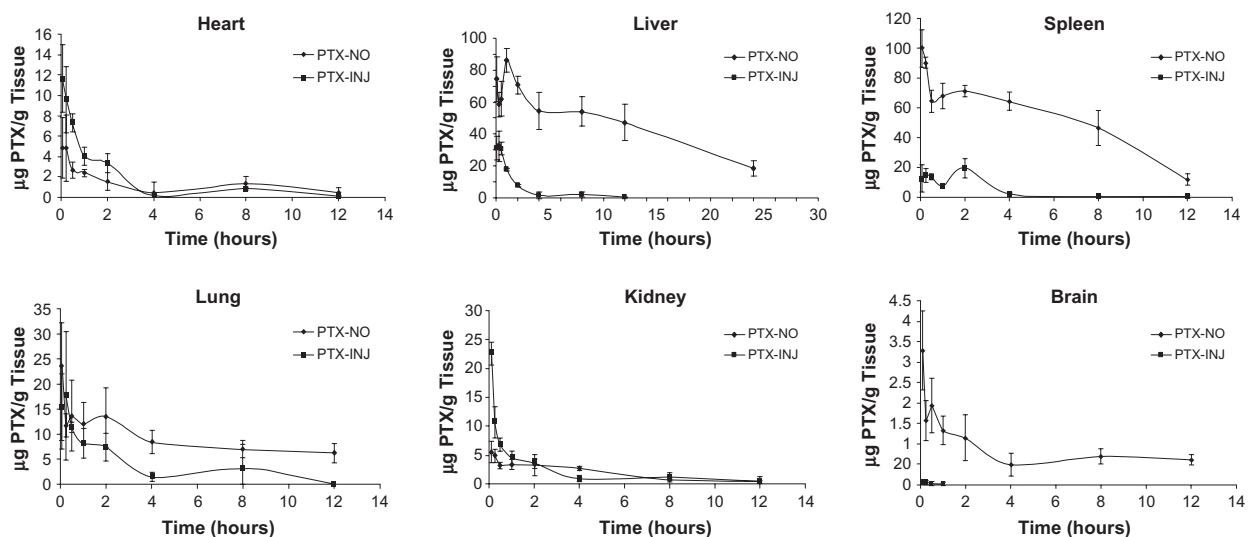 Heart
µg PTX/g Tissue
16
14
12
10
8
6
4
2
0
PTX-NO
PTX-INJ
0 2 4 6 8 10 12 14
Time (hours)
Liver
µg PTX/g Tissue
100
80
60
40
20
0
PTX-NO
PTX-INJ
0 6 12 20 24 30
Time (hours)
Spleen
µg PTX/g Tissue
120
100
80
60
40
20
0
PTX-NO
PTX-INJ
0 2 4 6 8 10 12 14
Time (hours)
Lung
µg PTX/g Tissue
35
30
25
20
15
10
5
0
PTX-NO
PTX-INJ
0 2 4 6 8 10 12 14
Time (hours)
Kidney
µg PTX/g Tissue
30
25
20
15
10
5
0
PTX-NO
PTX-INJ
0 2 4 6 8 10 12 14
Time (hours)
Brain
µg PTX/g Tissue
4.5
4
3.5
3
2.5
2
1.5
1
20
0
PTX-NO
PTX-INJ
0 2 4 6 8 10 12 14
Time (hours)